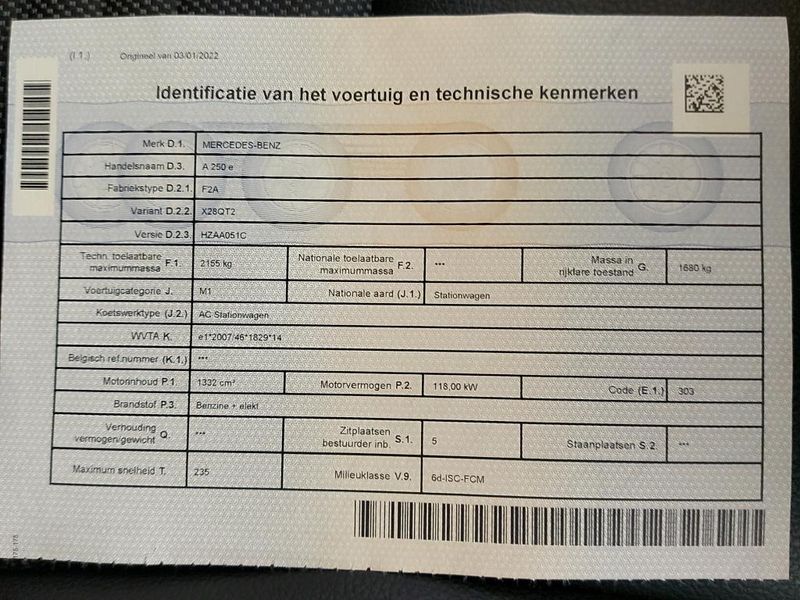 (I.1.) Origineel van 03/01/2022
Identificatie van het voertuig en technische kenmerken
Merk D.1. MERCEDES-BENZ
Handelsnaam D.3. A 250 e
Fabriekstype D.2.1. F2A
Variant D.2.2. X28QT2
Versie D.2.3. HZAA051C
Techn. toelaatbare maximummassa F.1. 2155 kg Nationale toelaatbare maximummassa F.2. *** Massa in rijklare toestand G. 1680 kg
Voertuigcategorie J. M1 Nationale aard (J.1.) Stationwagen
Koetswerktype (J.2.) AC Stationwagen
WVTA K. e1*2007/46*1829*14
Belgisch ref.nummer (K.1.) ***
Motorinhoud P.1. 1332 cm³ Motorvermogen P.2. 118,00 kW Code (E.1.) 303
Brandstof P.3. Benzine + elekt
Verhouding vermogen/gewicht Q. *** Zitplaatsen bestuurder inb. S.1. 5 Staanplaatsen S.2. ***
Maximum snelheid T. 235 Milieuklasse V.9. 6d-ISC-FCM